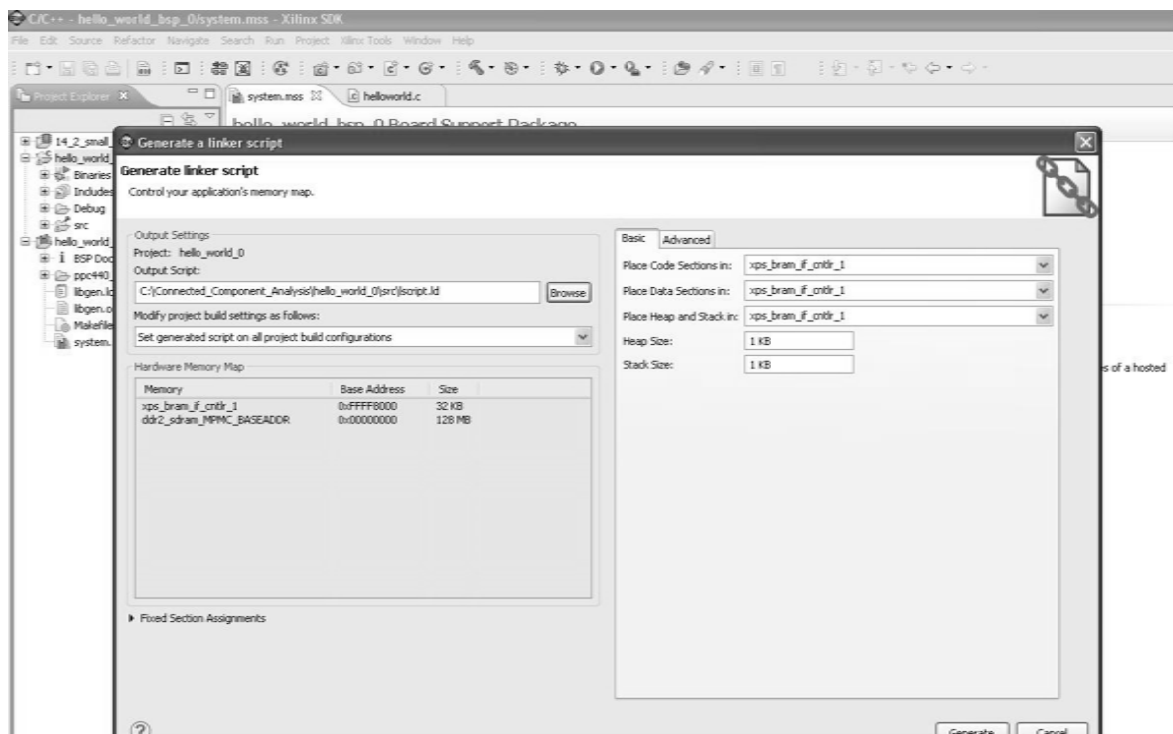 C/C++ - hello_world_bsp_0/system.mss - Xilinx SDK
File Edit Source Refactor Navigate Search Run Project Xilinx Tools Window Help
Project Explorer
system.mss
helloworld.c
hello_world_bsp_0 Board Support Package
14_2_small_
hello_world_
Binaries
Includes
Debug
src
hello_world_
BSP Doc
ppc440_
libgen.lo
libgen.o
Makefile
system.
Generate a linker script
Generate linker script
Control your application's memory map.
Output Settings
Project: hello_world_0
Output Script:
C:\Connected_Component_Analysis\hello_world_0\src\lscript.ld
Browse
Modify project build settings as follows:
Set generated script on all project build configurations
Hardware Memory Map
Memory Base Address Size
xps_bram_if_cntlr_1 0xFFFF8000 32 KB
ddr2_sdram_MPMC_BASEADDR 0x00000000 128 MB
Fixed Section Assignments
Basic Advanced
Place Code Sections in: xps_bram_if_cntlr_1
Place Data Sections in: xps_bram_if_cntlr_1
Place Heap and Stack in: xps_bram_if_cntlr_1
Heap Size: 1 KB
Stack Size: 1 KB
s of a hosted
Generate Cancel